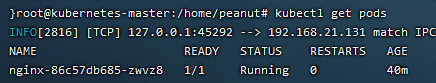 }root@kubernetes-master:/home/peanut# kubectl get pods
INFO[2816] [TCP] 127.0.0.1:45292 --> 192.168.21.131 match IPC
NAME READY STATUS RESTARTS AGE
nginx-86c57db685-zwvz8 1/1 Running 0 40m